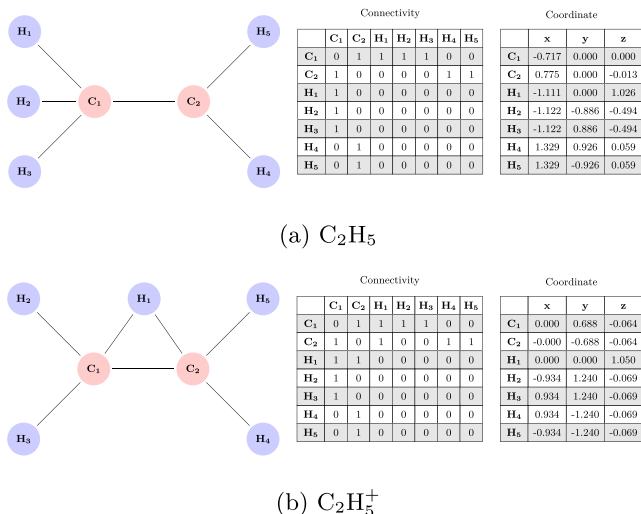 Connectivity
Coordinate
H₁
H₂
H₃
H₄
H₅
C₁
C₂
C₁ C₂ H₁ H₂ H₃ H₄ H₅
C₁ 0 1 1 1 1 0 0
C₂ 1 0 0 0 0 1 1
H₁ 1 0 0 0 0 0 0
H₂ 1 0 0 0 0 0 0
H₃ 1 0 0 0 0 0 0
H₄ 0 1 0 0 0 0 0
H₅ 0 1 0 0 0 0 0
x y z
C₁ -0.717 0.000 0.000
C₂ 0.775 0.000 -0.013
H₁ -1.111 0.000 1.026
H₂ -1.122 -0.886 -0.494
H₃ -1.122 0.886 -0.494
H₄ 1.329 0.926 0.059
H₅ 1.329 -0.926 0.059
(a) C₂H₅
Connectivity
Coordinate
H₂
H₁
H₅
C₁
C₂
H₃
H₄
C₁ C₂ H₁ H₂ H₃ H₄ H₅
C₁ 0 1 1 1 1 0 0
C₂ 1 0 1 0 0 1 1
H₁ 1 1 0 0 0 0 0
H₂ 1 0 0 0 0 0 0
H₃ 1 0 0 0 0 0 0
H₄ 0 1 0 0 0 0 0
H₅ 0 1 0 0 0 0 0
x y z
C₁ 0.000 0.688 -0.064
C₂ -0.000 -0.688 -0.064
H₁ 0.000 0.000 1.050
H₂ -0.934 1.240 -0.069
H₃ 0.934 1.240 -0.069
H₄ 0.934 -1.240 -0.069
H₅ -0.934 -1.240 -0.069
(b) C₂H₅⁺